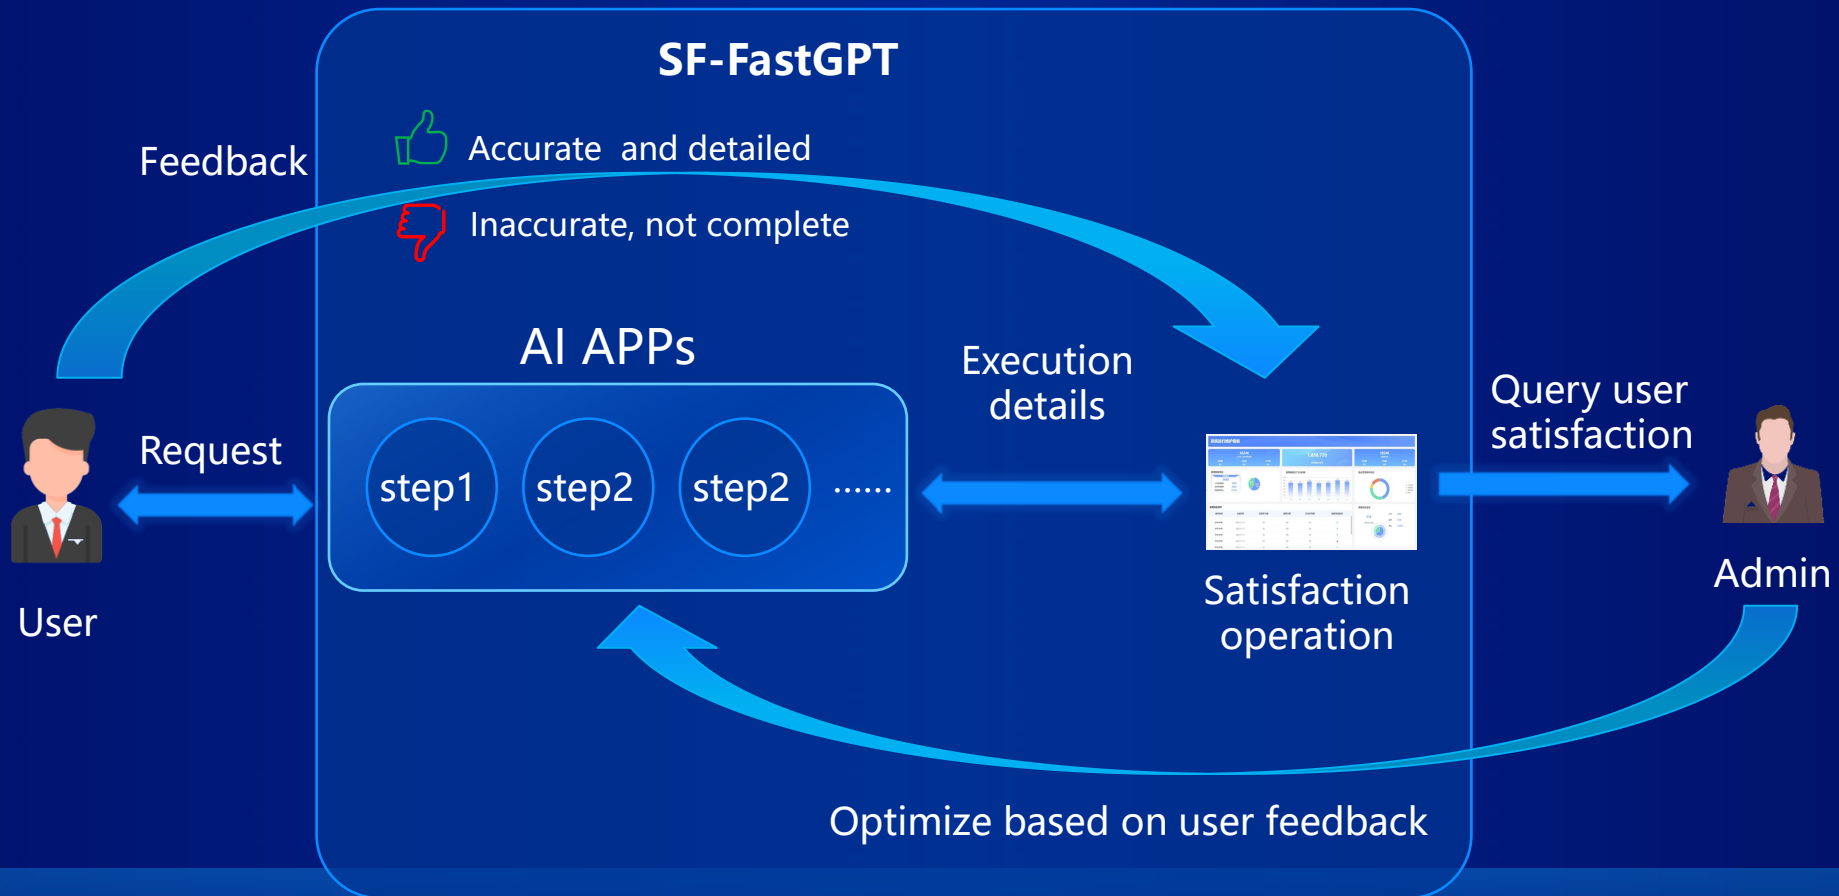 SF-FastGPT
Feedback
Accurate and detailed
Inaccurate, not complete
AI APPs
Execution
details
Query user
satisfaction
Request
step1
step2
step2
......
Satisfaction
operation
Admin
User
Optimize based on user feedback